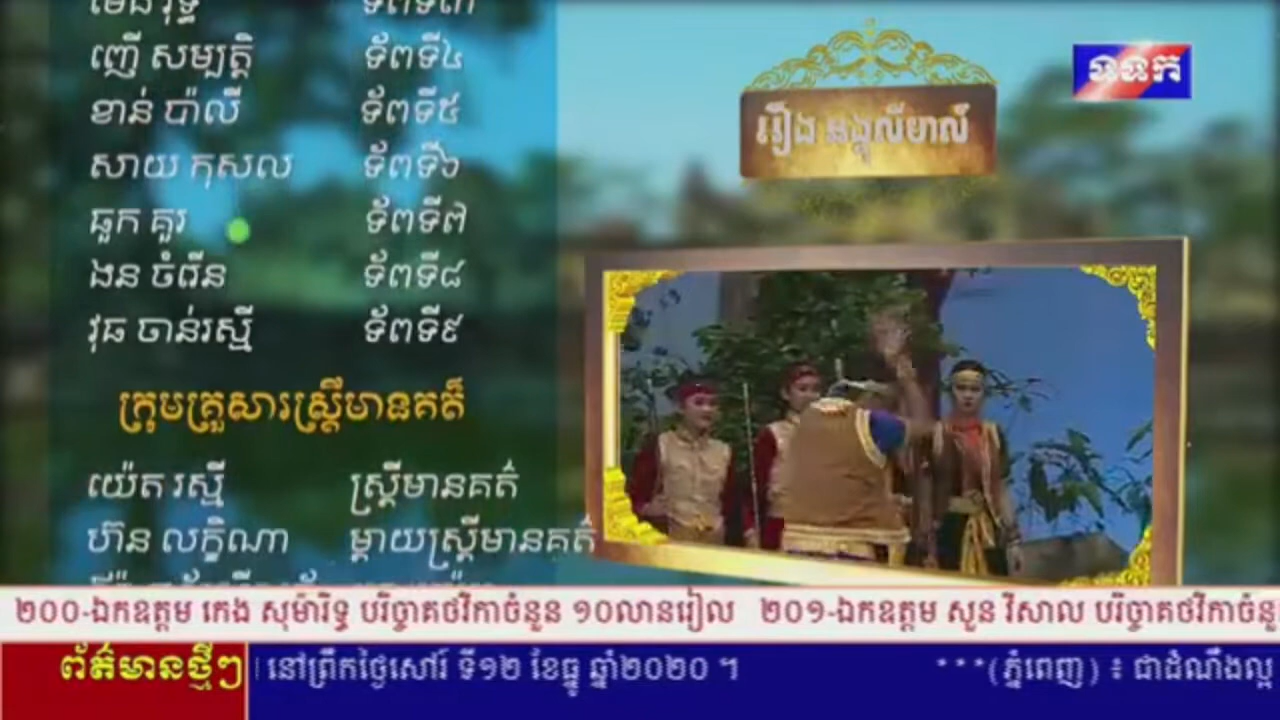 ញើ សម្បត្តិ ទ័ពទី៤
ខាន់ ប៉ាលី ទ័ពទី៥
សាយ កុសល ទ័ពទី៦
ធួក គួរ ទ័ពទី៧
ងន ចំរើន ទ័ពទី៨
វុធ ចាន់រស្មី ទ័ពទី៩
ក្រុមគ្រួសារស្ត្រីមានគត៌
យ៉េត រស្មី ស្ត្រីមានគត៌
ហ៊ន លក្ខិណា ម្ដាយស្ត្រីមានគត៌
ទទក
រឿង អង្គុលីមាល៍
២០០-ឯកឧត្តម កេង សុម៉ារិទ្ធ បរិច្ចាគថវិកាចំនួន ១០លានរៀល ២០១-ឯកឧត្តម សួន វិសាល បរិច្ចាគថវិកាចំនួ
ព័ត៌មានថ្មីៗ
នៅព្រឹកថ្ងៃសៅរ៍ ទី១២ ខែធ្នូ ឆ្នាំ២០២០ ។ ***(ភ្នំពេញ) ៖ ជាដំណឹងល្អ